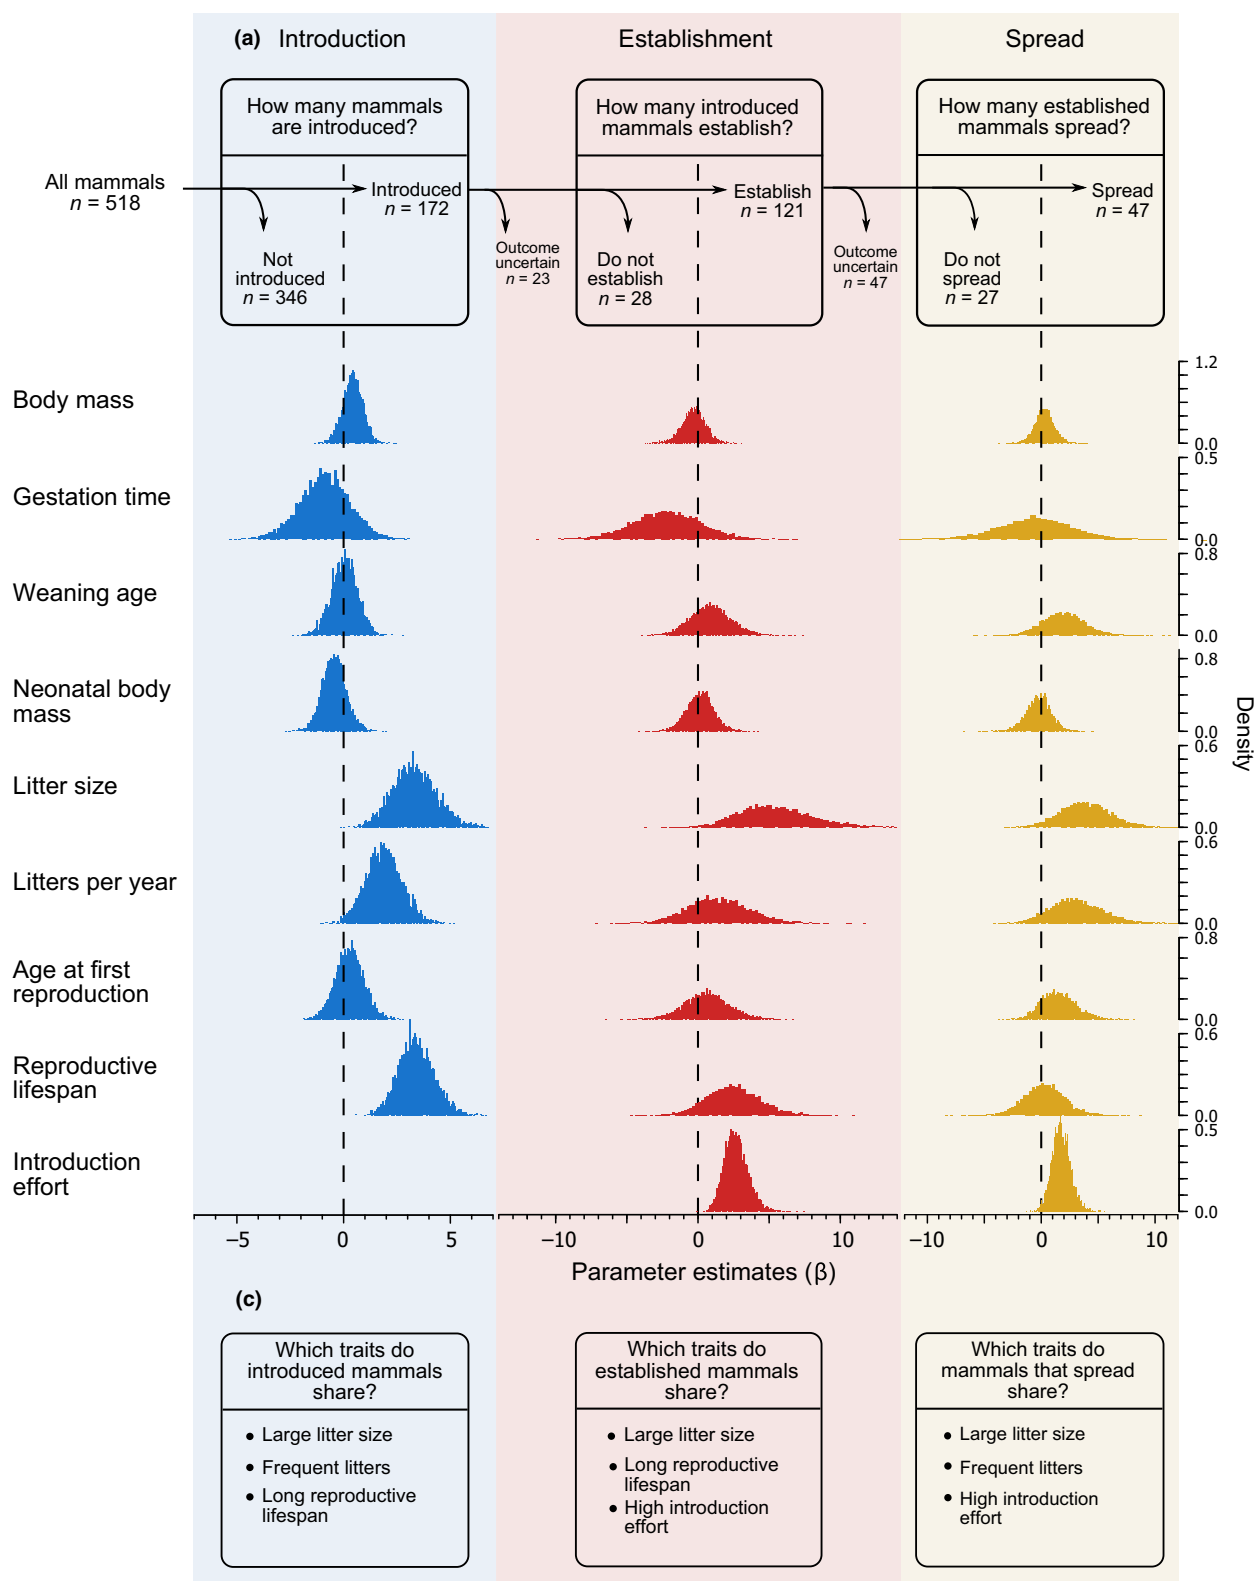 (a) Introduction
Establishment
Spread
How many mammals
are introduced?
How many introduced
mammals establish?
How many established
mammals spread?
All mammals
n = 518
Introduced
n = 172
Not
introduced
n = 346
Outcome
uncertain
n = 23
Establish
n = 121
Do not
establish
n = 28
Outcome
uncertain
n = 47
Spread
n = 47
Do not
spread
n = 27
Body mass
1.2
0.0
Gestation time
0.5
0.0
Weaning age
0.8
0.0
Neonatal body
mass
0.8
0.0
Litter size
0.6
0.0
Litters per year
0.6
0.0
Age at first
reproduction
0.8
0.0
Reproductive
lifespan
0.6
0.0
Introduction
effort
0.5
0.0
Density
−5 0 5
−10 0 10
−10 0 10
Parameter estimates (β)
(c)
Which traits do
introduced mammals
share?
• Large litter size
• Frequent litters
• Long reproductive
lifespan
Which traits do
established mammals
share?
• Large litter size
• Long reproductive
lifespan
• High introduction
effort
Which traits do
mammals that spread
share?
• Large litter size
• Frequent litters
• High introduction
effort